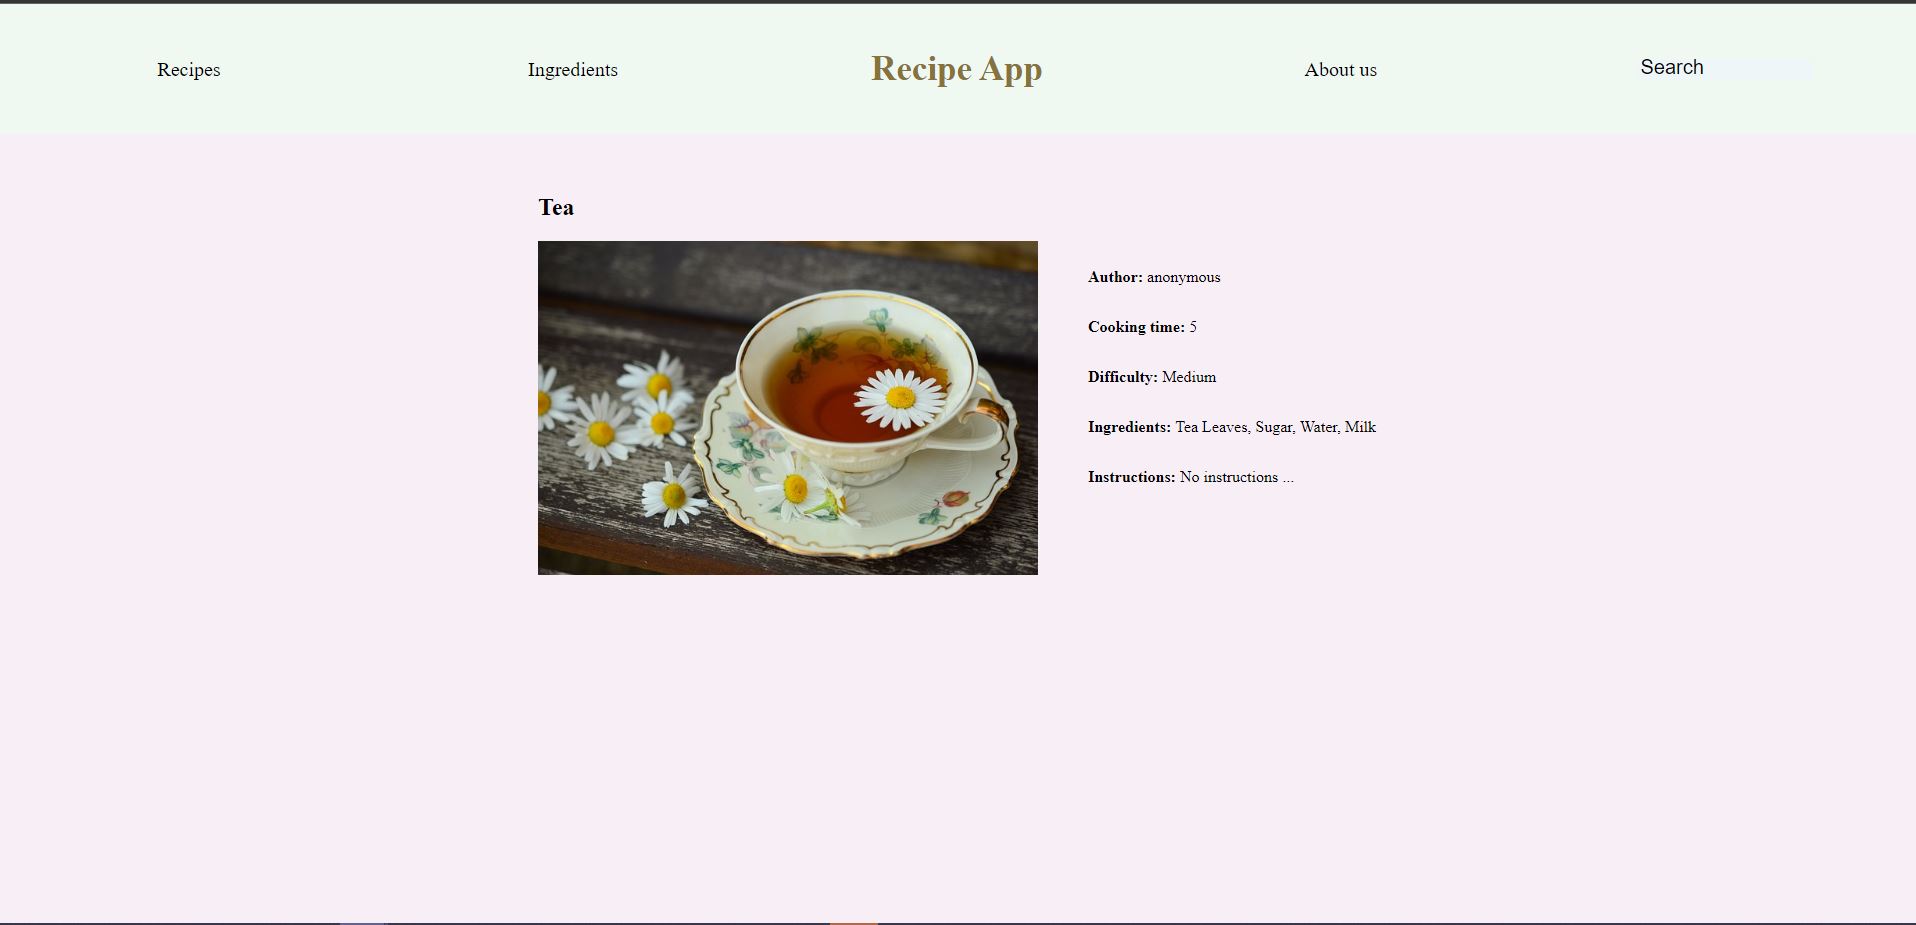 Recipes
Ingredients
Recipe App
About us
Search
Tea
Author: anonymous
Cooking time: 5
Difficulty: Medium
Ingredients: Tea Leaves, Sugar, Water, Milk
Instructions: No instructions ...